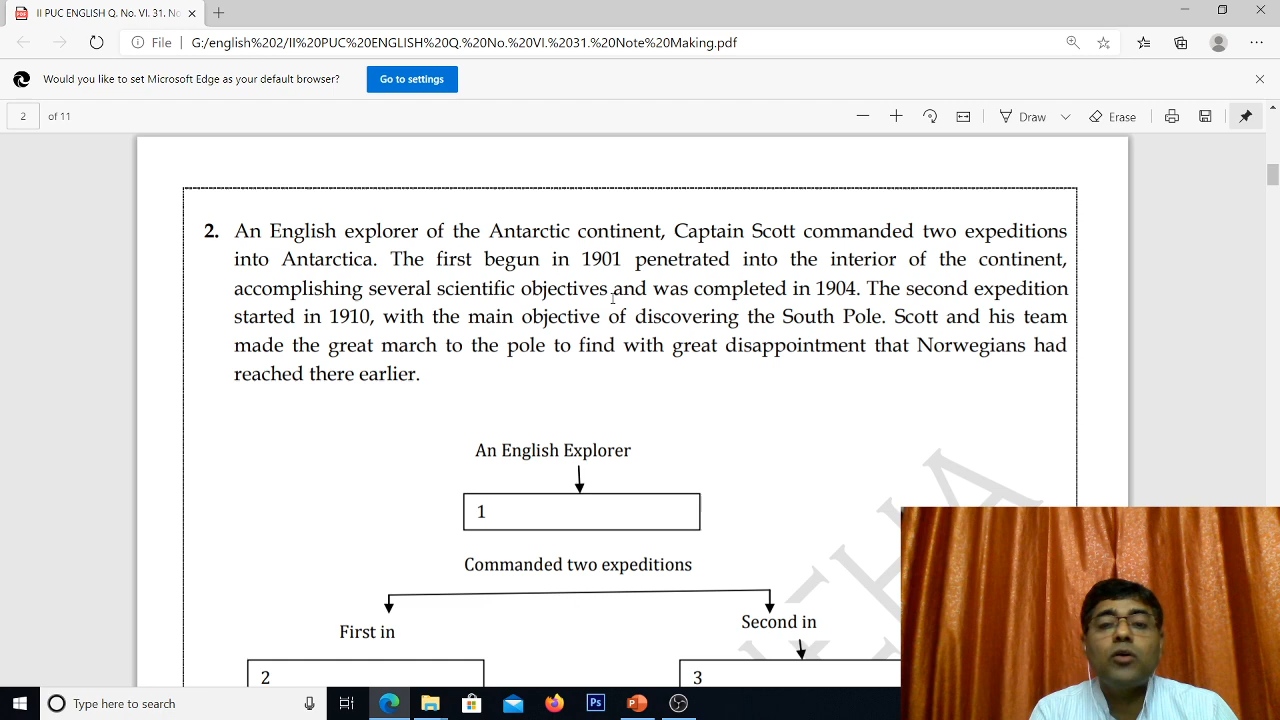 II PUC ENGLISH Q. No. VI. 31, No
File | G:/english%202/II%20PUC%20ENGLISH%20Q.%20No.%20VI.%2031.%20Note%20Making.pdf
Would you like to set Microsoft Edge as your default browser? Go to settings
2 of 11 Draw Erase
2. An English explorer of the Antarctic continent, Captain Scott commanded two expeditions
into Antarctica. The first begun in 1901 penetrated into the interior of the continent,
accomplishing several scientific objectives and was completed in 1904. The second expedition
started in 1910, with the main objective of discovering the South Pole. Scott and his team
made the great march to the pole to find with great disappointment that Norwegians had
reached there earlier.
An English Explorer
1
Commanded two expeditions
First in
Second in
2
3
Type here to search
Ps